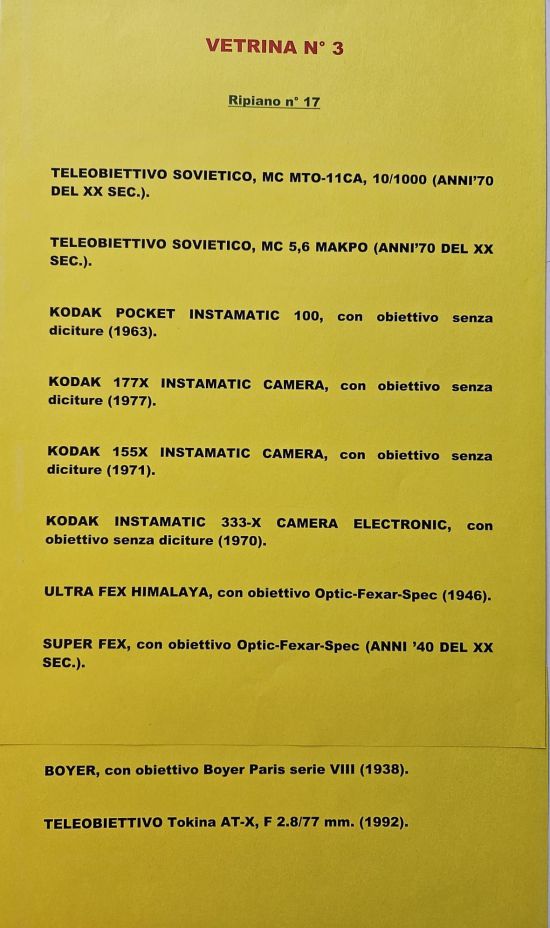 VETRINA N° 3
Ripiano n° 17
TELEOBIETTIVO SOVIETICO, MC MTO-11CA, 10/1000 (ANNI'70
DEL XX SEC.).
TELEOBIETTIVO SOVIETICO, MC 5,6 MAKPO (ANNI'70 DEL XX
SEC.).
KODAK POCKET INSTAMATIC 100, con obiettivo senza
diciture (1963).
KODAK 177X INSTAMATIC CAMERA, con obiettivo senza
diciture (1977).
KODAK 155X INSTAMATIC CAMERA, con obiettivo senza
diciture (1971).
KODAK INSTAMATIC 333-X CAMERA ELECTRONIC, con
obiettivo senza diciture (1970).
ULTRA FEX HIMALAYA, con obiettivo Optic-Fexar-Spec (1946).
SUPER FEX, con obiettivo Optic-Fexar-Spec (ANNI '40 DEL XX
SEC.).
BOYER, con obiettivo Boyer Paris serie VIII (1938).
TELEOBIETTIVO Tokina AT-X, F 2.8/77 mm. (1992).